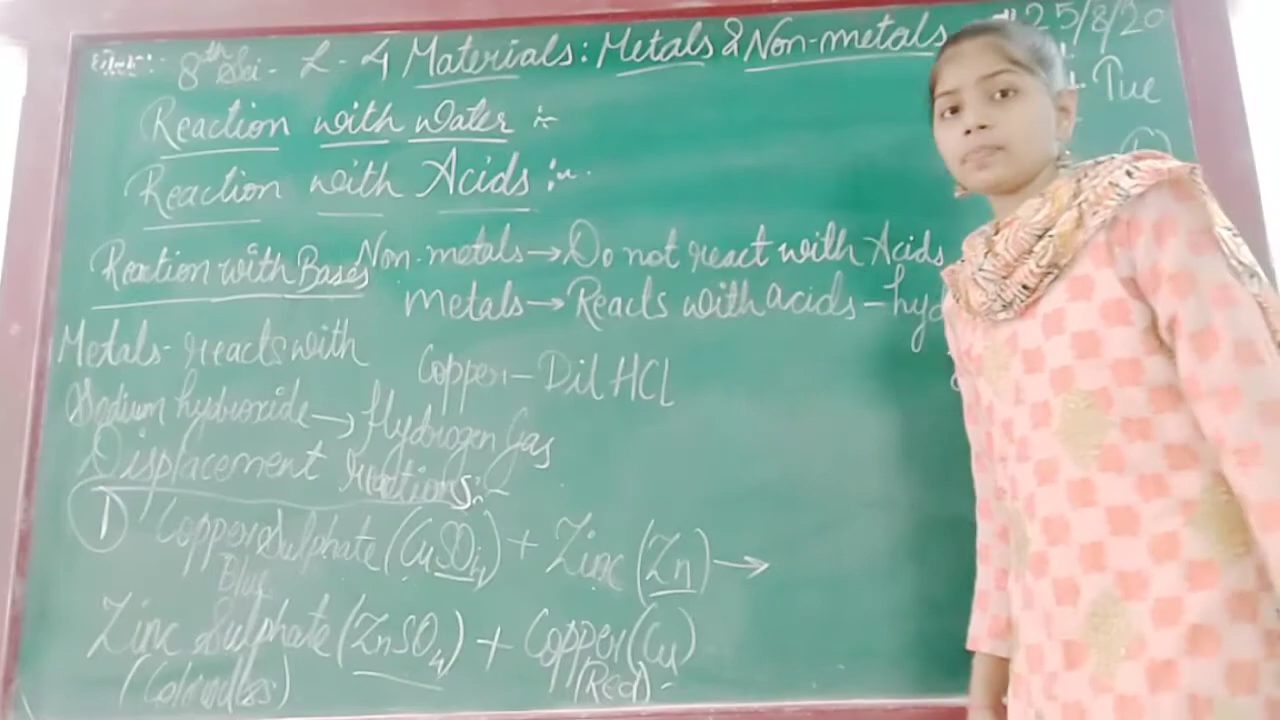 8th Sci - L - 4 Materials: Metals & Non-metals 25/8/20
Tue
Reaction with water :-
Reaction with Acids :-
Non-metals → Do not react with Acids
Metals → Reacts with acids - hyd
Copper - Dil HCL
Reaction with Bases
Metals - reacts with
Sodium hydroxide → Hydrogen Gas
Displacement reactions:-
① Copper Sulphate (CuSO4) + Zinc (Zn) →
Blue
Zinc Sulphate (ZnSO4) + Copper (Cu)
(Colourless) (Red) -